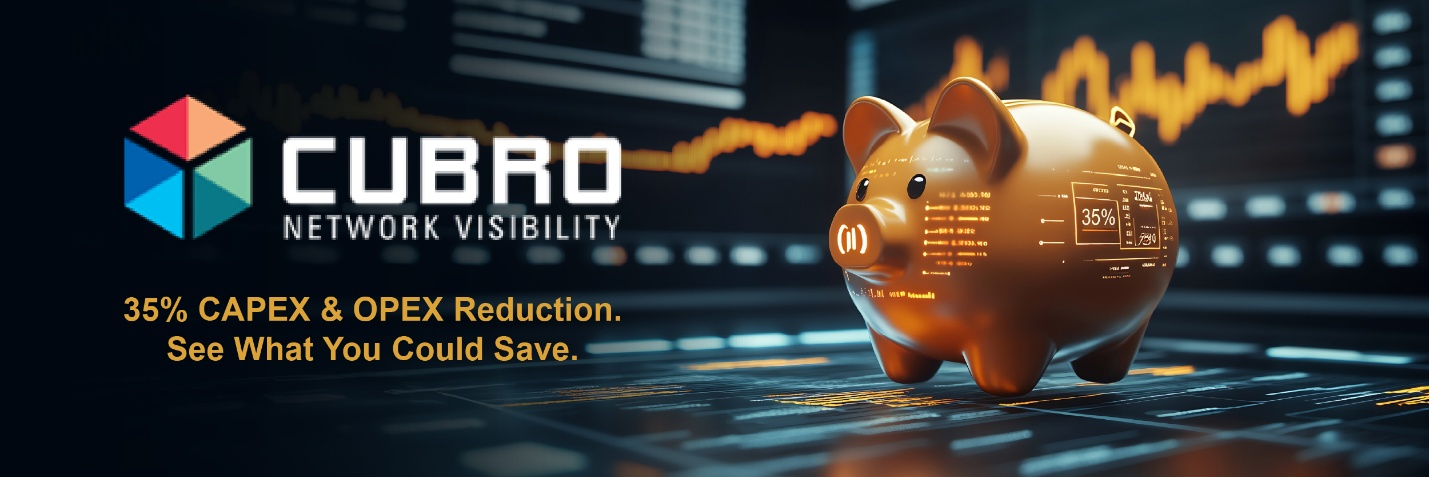 CUBRO
NETWORK VISIBILITY
35% CAPEX & OPEX Reduction.
See What You Could Save.
35%